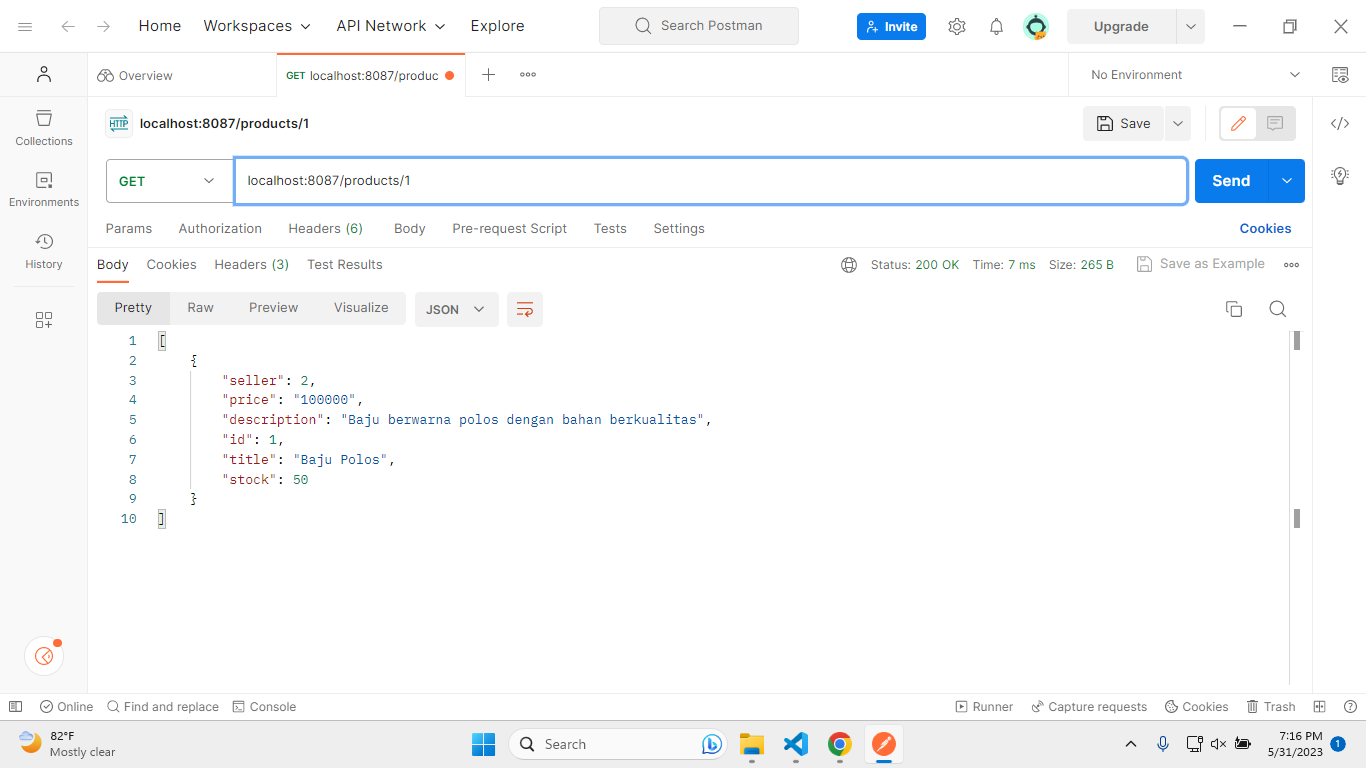 Home Workspaces API Network Explore Search Postman Invite Upgrade
Overview GET localhost:8087/produc No Environment
HTTP localhost:8087/products/1 Save
Collections
Environments
History
GET localhost:8087/products/1 Send
Params Authorization Headers (6) Body Pre-request Script Tests Settings Cookies
Body Cookies Headers (3) Test Results Status: 200 OK Time: 7 ms Size: 265 B Save as Example
Pretty Raw Preview Visualize JSON
1 [
2 {
3 "seller": 2,
4 "price": "100000",
5 "description": "Baju berwarna polos dengan bahan berkualitas",
6 "id": 1,
7 "title": "Baju Polos",
8 "stock": 50
9 }
10 ]
Online Find and replace Console Runner Capture requests Cookies Trash
82°F
Mostly clear
Search
7:16 PM
5/31/2023
1